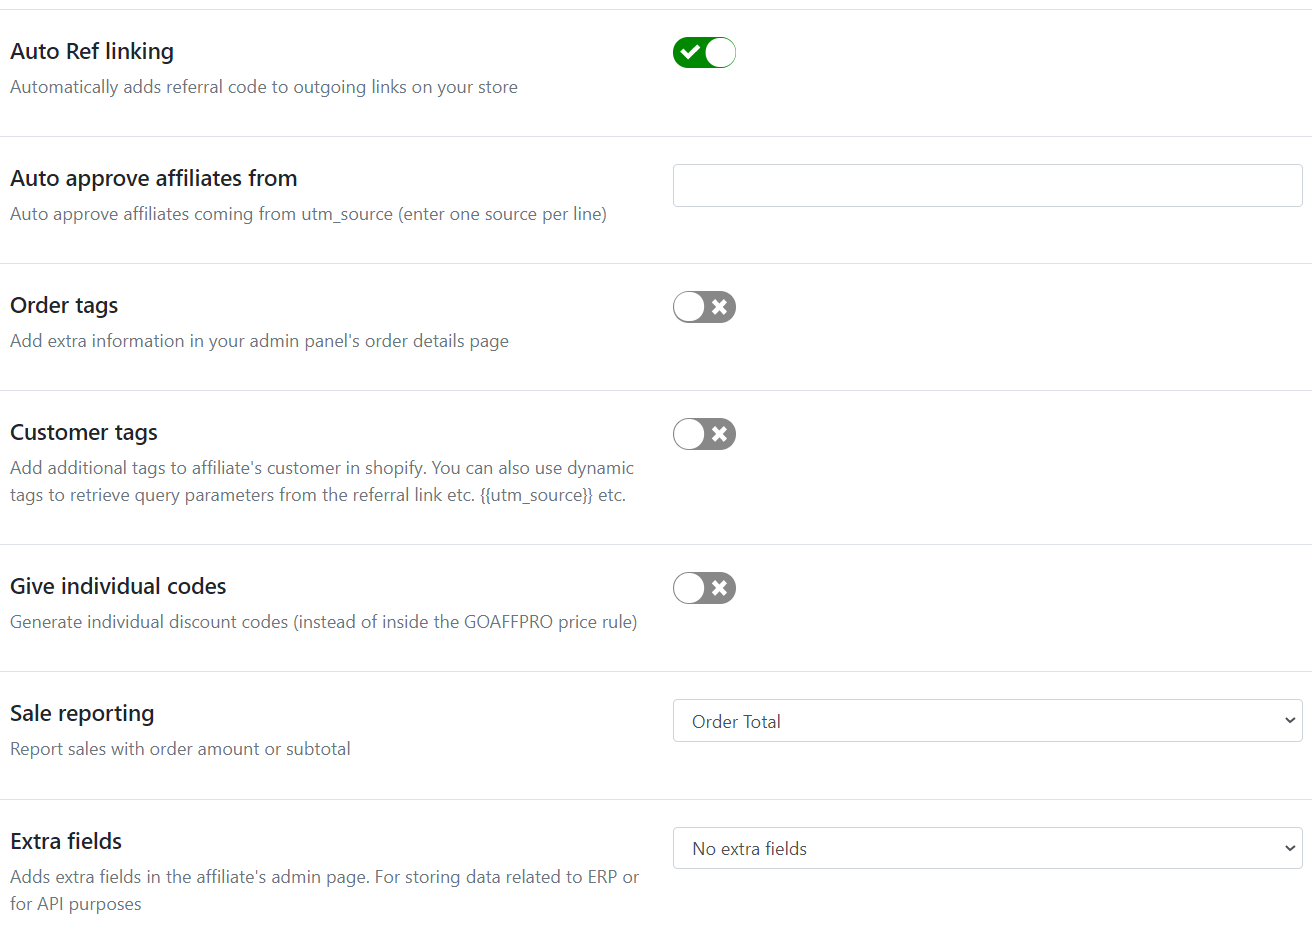 Auto Ref linking
Automatically adds referral code to outgoing links on your store
Auto approve affiliates from
Auto approve affiliates coming from utm_source (enter one source per line)
Order tags
Add extra information in your admin panel's order details page
Customer tags
Add additional tags to affiliate's customer in shopify. You can also use dynamic
tags to retrieve query parameters from the referral link etc. {{utm_source}} etc.
Give individual codes
Generate individual discount codes (instead of inside the GOAFFPRO price rule)
Sale reporting
Order Total
Report sales with order amount or subtotal
Extra fields
No extra fields
Adds extra fields in the affiliate's admin page. For storing data related to ERP or
for API purposes